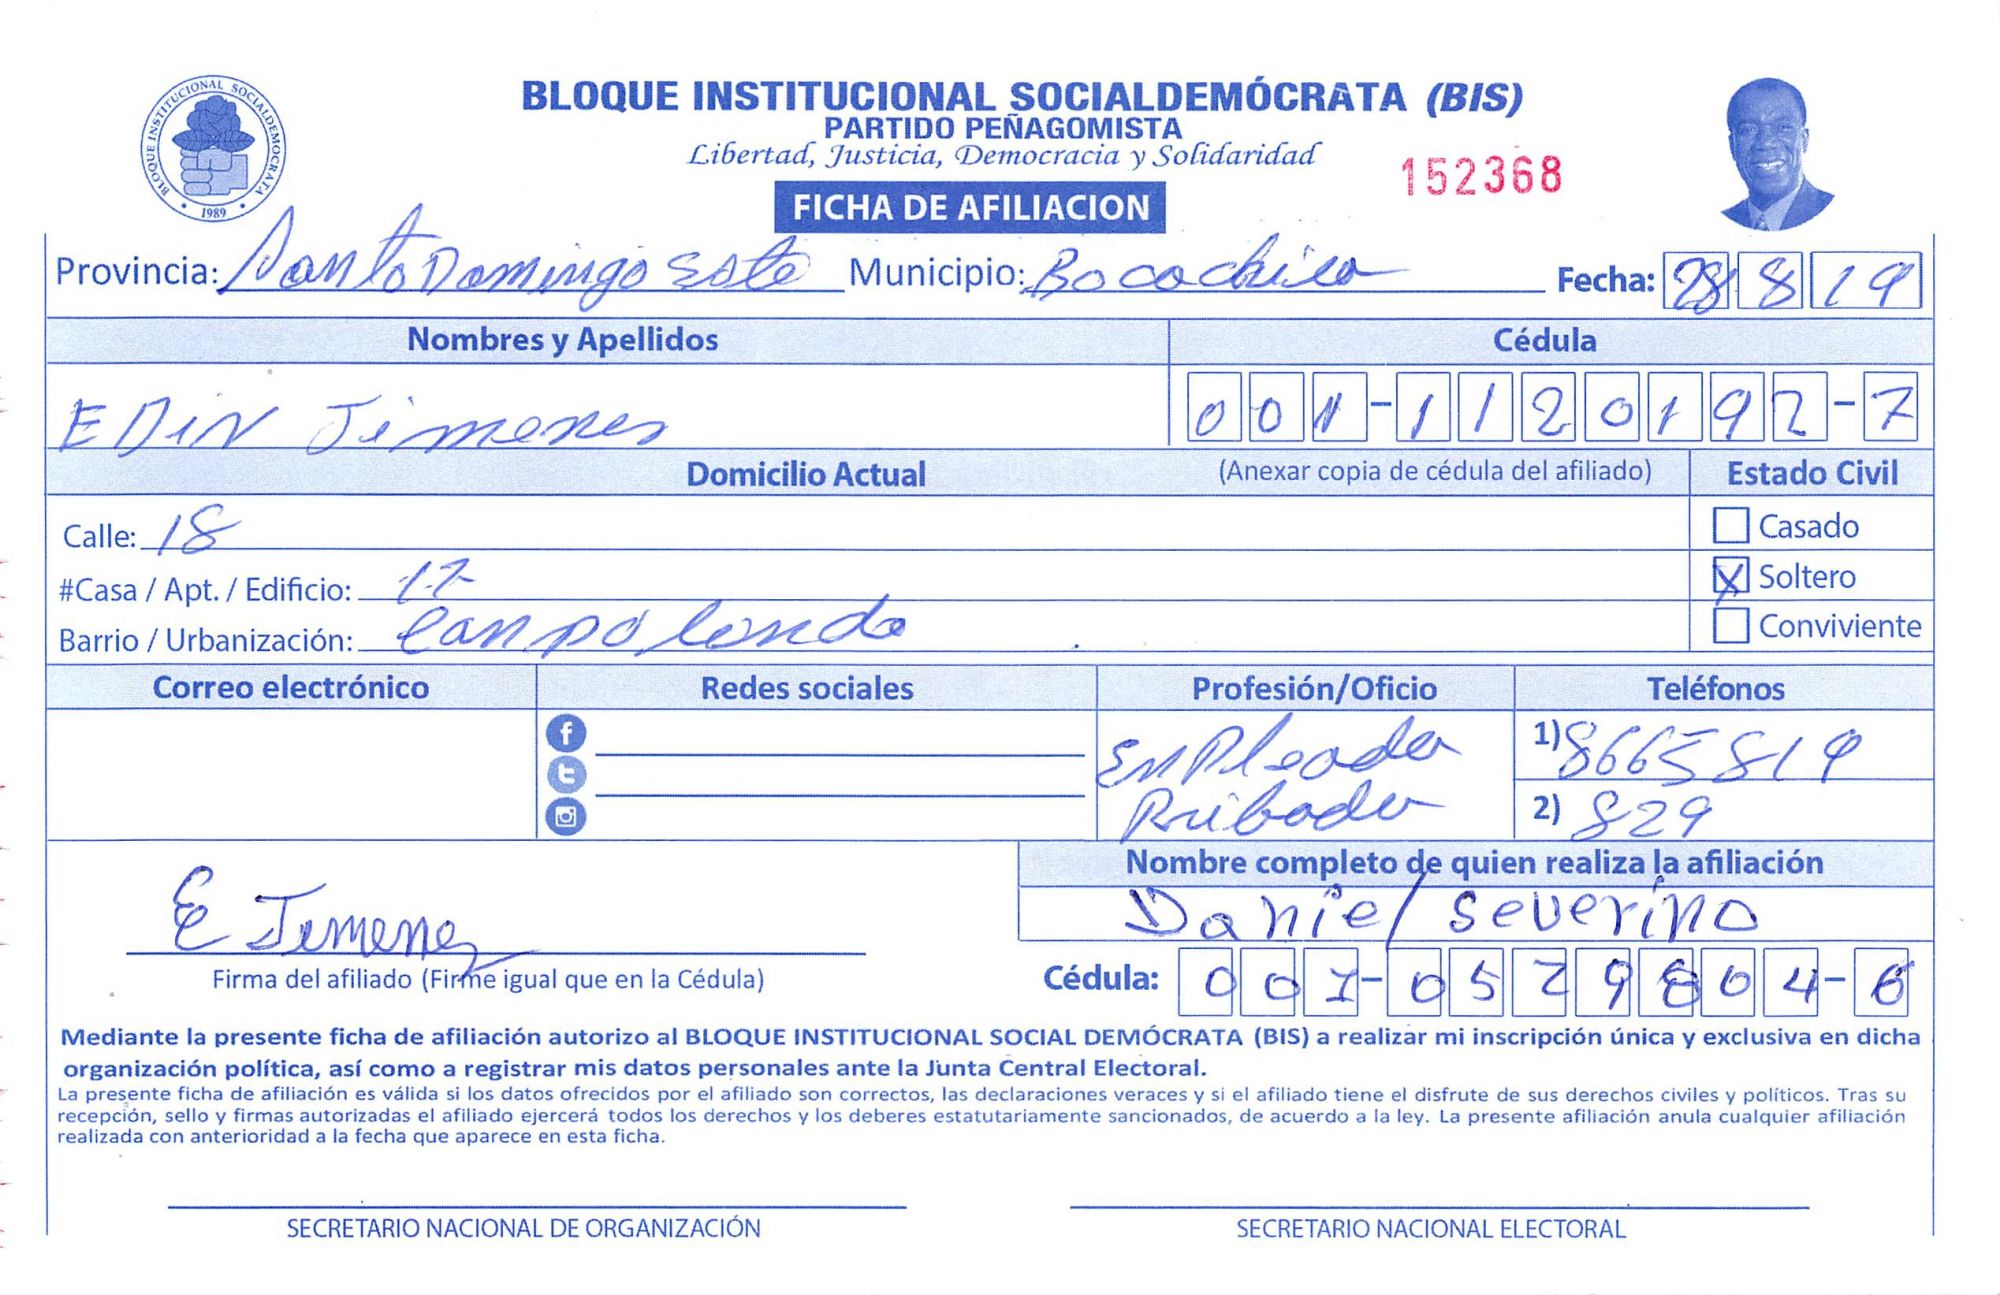 BLOQUE INSTITUCIONAL SOCIALDEMÓCRATA (BIS)
PARTIDO PEÑAGOMISTA
Libertad, Justicia, Democracia y Solidaridad
152368
BLOQUE INSTITUCIONAL SOCIALDEMOCRATA
1989
FICHA DE AFILIACION
Provincia: Santo Domingo Este Municipio: Bocachica Fecha: 28 8 19
Nombres y Apellidos Cédula
EDiN Jimenes 001-1120192-7
Domicilio Actual (Anexar copia de cédula del afiliado) Estado Civil
Calle: 18 Casado
#Casa / Apt. / Edificio: 17 X Soltero
Barrio / Urbanización: Canpo lindo Conviviente
Correo electrónico Redes sociales Profesión/Oficio Teléfonos
EnPleada 1) 8665819
Pribada 2) 829
Nombre completo de quien realiza la afiliación
E Jimenez Daniel Severino
Firma del afiliado (Firme igual que en la Cédula) Cédula: 001-0529804-6
Mediante la presente ficha de afiliación autorizo al BLOQUE INSTITUCIONAL SOCIAL DEMÓCRATA (BIS) a realizar mi inscripción única y exclusiva en dicha
organización política, así como a registrar mis datos personales ante la Junta Central Electoral.
La presente ficha de afiliación es válida si los datos ofrecidos por el afiliado son correctos, las declaraciones veraces y si el afiliado tiene el disfrute de sus derechos civiles y políticos. Tras su
recepción, sello y firmas autorizadas el afiliado ejercerá todos los derechos y los deberes estatutariamente sancionados, de acuerdo a la ley. La presente afiliación anula cualquier afiliación
realizada con anterioridad a la fecha que aparece en esta ficha.
SECRETARIO NACIONAL DE ORGANIZACIÓN SECRETARIO NACIONAL ELECTORAL